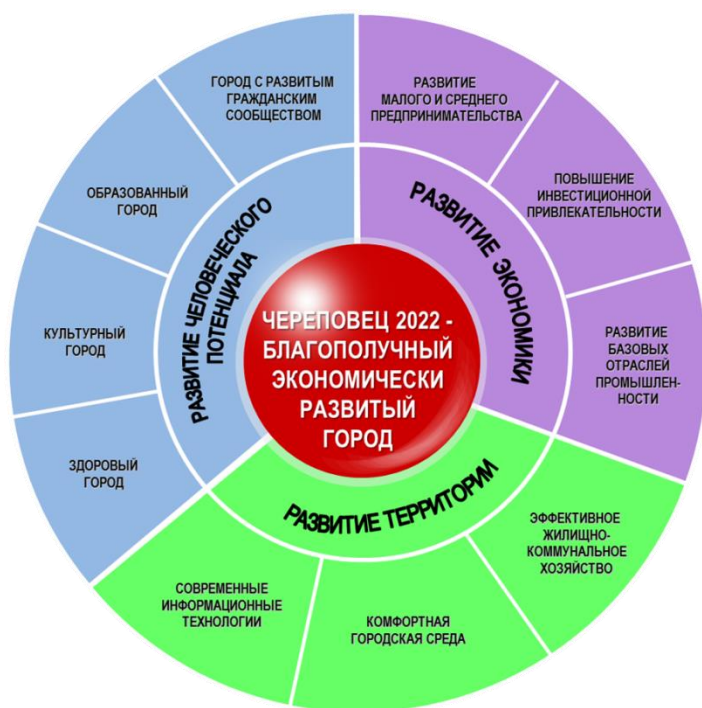 ГОРОД С РАЗВИТЫМ
ГРАЖДАНСКИМ
СООБЩЕСТВОМ
РАЗВИТИЕ
МАЛОГО И СРЕДНЕГО
ПРЕДПРИНИМАТЕЛЬСТВА
ОБРАЗОВАННЫЙ
ГОРОД
ПОВЫШЕНИЕ
ИНВЕСТИЦИОННОЙ
ПРИВЛЕКАТЕЛЬНОСТИ
КУЛЬТУРНЫЙ
ГОРОД
РАЗВИТИЕ ЧЕЛОВЕЧЕСКОГО
ПОТЕНЦИАЛА
РАЗВИТИЕ ЭКОНОМИКИ
РАЗВИТИЕ
БАЗОВЫХ
ОТРАСЛЕЙ
ПРОМЫШЛЕН-
НОСТИ
ЧЕРЕПОВЕЦ 2022 -
БЛАГОПОЛУЧНЫЙ
ЭКОНОМИЧЕСКИ
РАЗВИТЫЙ
ГОРОД
ЗДОРОВЫЙ
ГОРОД
РАЗВИТИЕ ТЕРРИТОРИИ
ЭФФЕКТИВНОЕ
ЖИЛИЩНО-
КОММУНАЛЬНОЕ
ХОЗЯЙСТВО
СОВРЕМЕННЫЕ
ИНФОРМАЦИОННЫЕ
ТЕХНОЛОГИИ
КОМФОРТНАЯ
ГОРОДСКАЯ СРЕДА